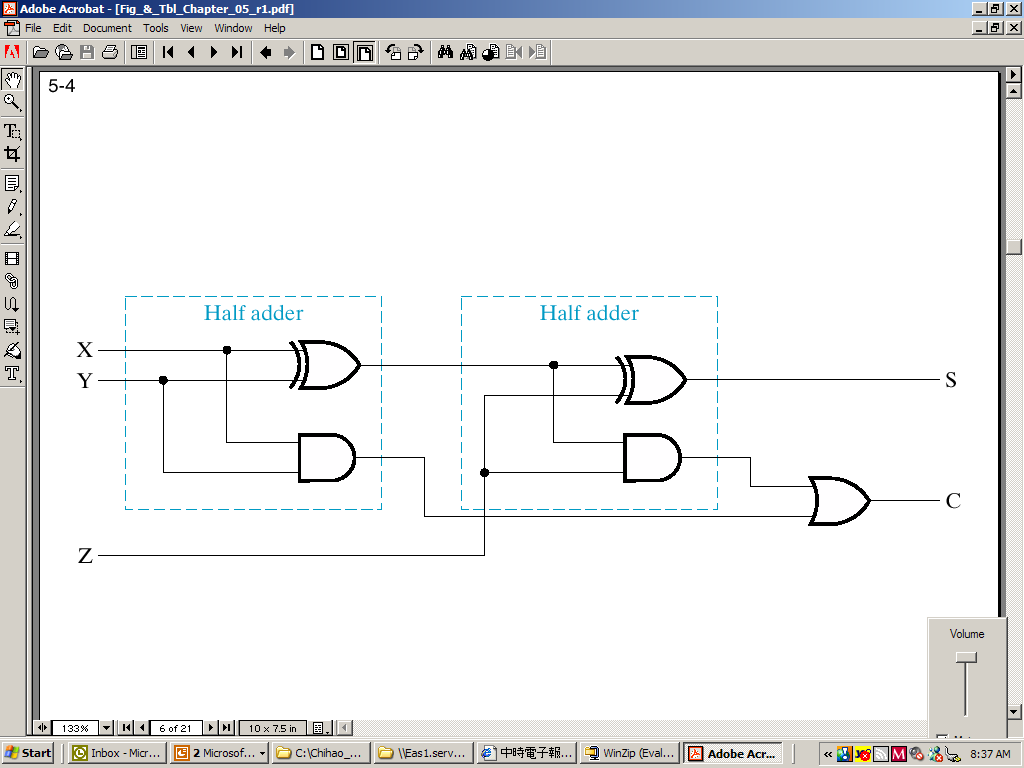 Adobe Acrobat - [Fig_&_Tbl_Chapter_05_r1.pdf]
File Edit Document Tools View Window Help
5-4
Half adder
Half adder
X
Y
S
C
Z
Volume
133%
6 of 21
10 x 7.5 in
Start
Inbox - Micr...
2 Microsof...
C:\Chihao_...
\\Eas1.serv...
中時電子報...
WinZip (Eval...
Adobe Acr...
8:37 AM